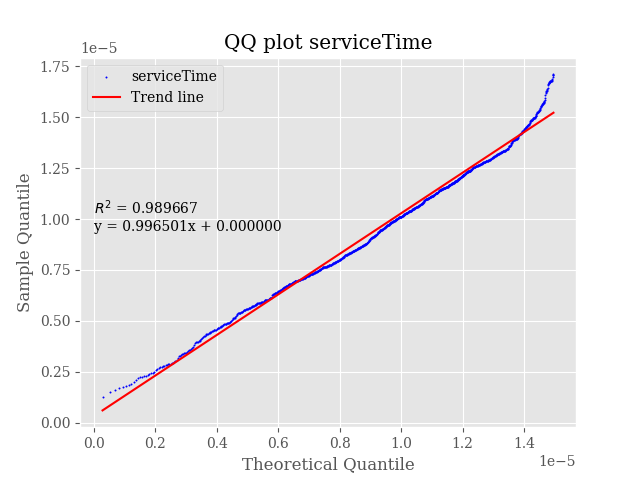 QQ plot serviceTime
1e−5
serviceTime
Trend line
R² = 0.989667
y = 0.996501x + 0.000000
Sample Quantile
1.75
1.50
1.25
1.00
0.75
0.50
0.25
0.00
0.0 0.2 0.4 0.6 0.8 1.0 1.2 1.4
1e−5
Theoretical Quantile